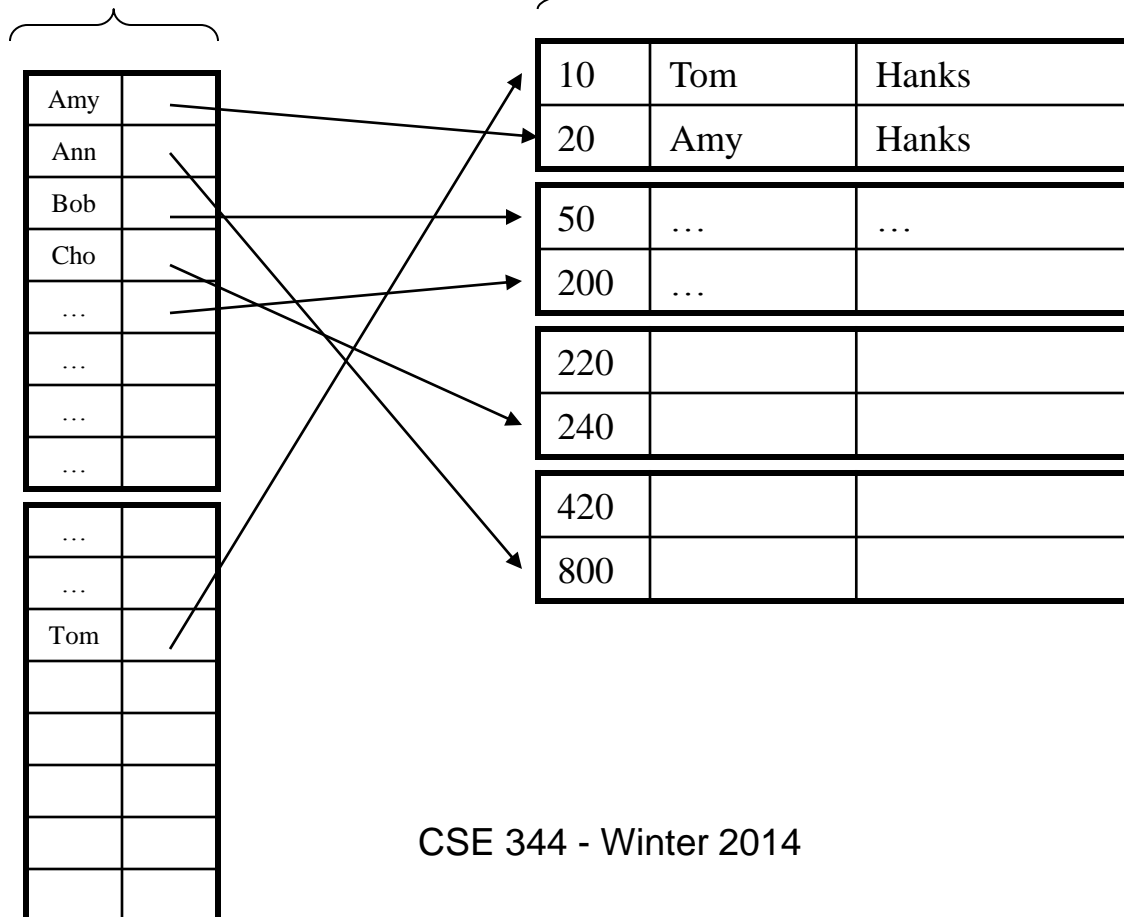 Amy
Ann
Bob
Cho
…
…
…
…
…
…
Tom
10 Tom Hanks
20 Amy Hanks
50 … …
200 …
220
240
420
800
CSE 344 - Winter 2014